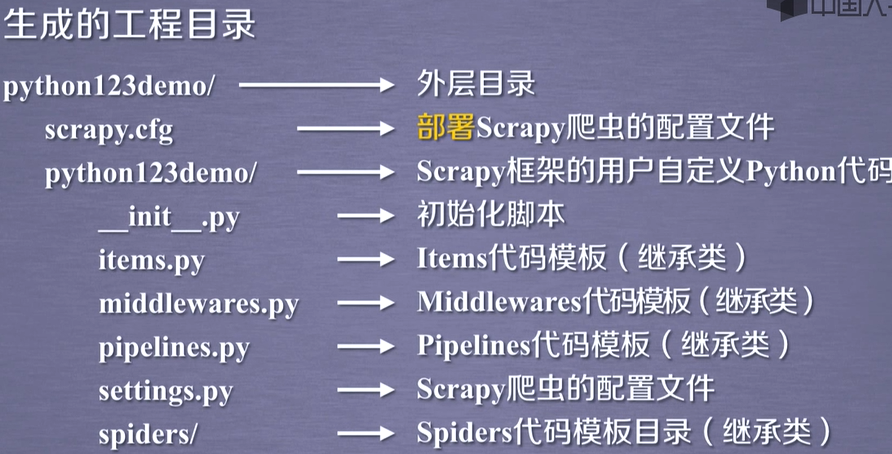 中国大
生成的工程目录
python123demo/ 外层目录
scrapy.cfg 部署Scrapy爬虫的配置文件
python123demo/ Scrapy框架的用户自定义Python代码
__init__.py 初始化脚本
items.py Items代码模板（继承类）
middlewares.py Middlewares代码模板（继承类）
pipelines.py Pipelines代码模板（继承类）
settings.py Scrapy爬虫的配置文件
spiders/ Spiders代码模板目录（继承类）